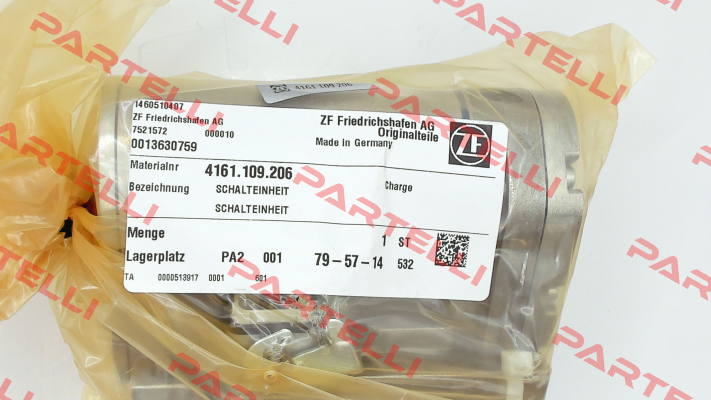 4161.109.206
1460510407
ZF Friedrichshafen AG
7521572 000010
0013630759
ZF Friedrichshafen AG
Originalteile
Made in Germany
ZF
Materialnr 4161.109.206
Bezeichnung SCHALTEINHEIT
SCHALTEINHEIT
Charge
Menge 1 ST
Lagerplatz PA2 001 79-57-14 532
TA 0000513917 0001 601
PARTELLI
PARTELLI
PARTELLI
PARTELLI
PARTELLI
PARTELLI
PARTELLI
PARTELLI